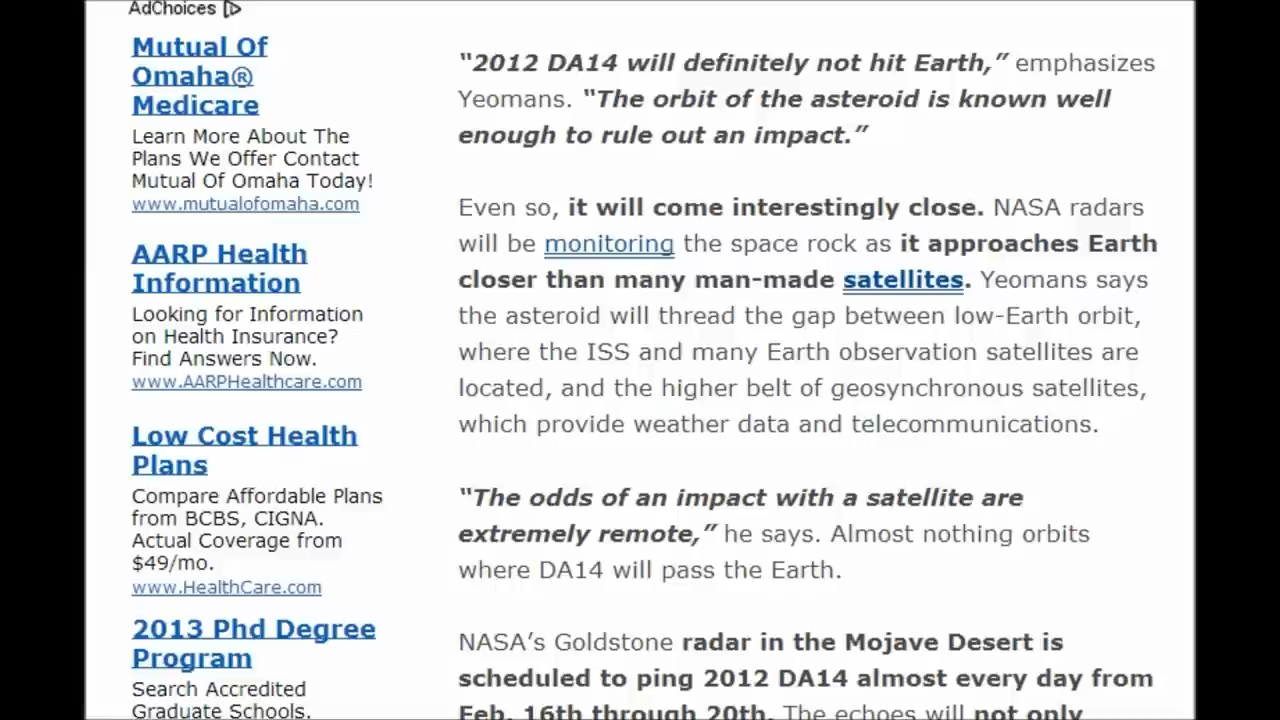 AdChoices
Mutual Of
Omaha®
Medicare
Learn More About The
Plans We Offer Contact
Mutual Of Omaha Today!
www.mutualofomaha.com
AARP Health
Information
Looking for Information
on Health Insurance?
Find Answers Now.
www.AARPHealthcare.com
Low Cost Health
Plans
Compare Affordable Plans
from BCBS, CIGNA.
Actual Coverage from
$49/mo.
www.HealthCare.com
2013 Phd Degree
Program
Search Accredited
Graduate Schools.
“2012 DA14 will definitely not hit Earth,” emphasizes
Yeomans. “The orbit of the asteroid is known well
enough to rule out an impact.”
Even so, it will come interestingly close. NASA radars
will be monitoring the space rock as it approaches Earth
closer than many man-made satellites. Yeomans says
the asteroid will thread the gap between low-Earth orbit,
where the ISS and many Earth observation satellites are
located, and the higher belt of geosynchronous satellites,
which provide weather data and telecommunications.
“The odds of an impact with a satellite are
extremely remote,” he says. Almost nothing orbits
where DA14 will pass the Earth.
NASA’s Goldstone radar in the Mojave Desert is
scheduled to ping 2012 DA14 almost every day from
Feb. 16th through 20th. The echoes will not only